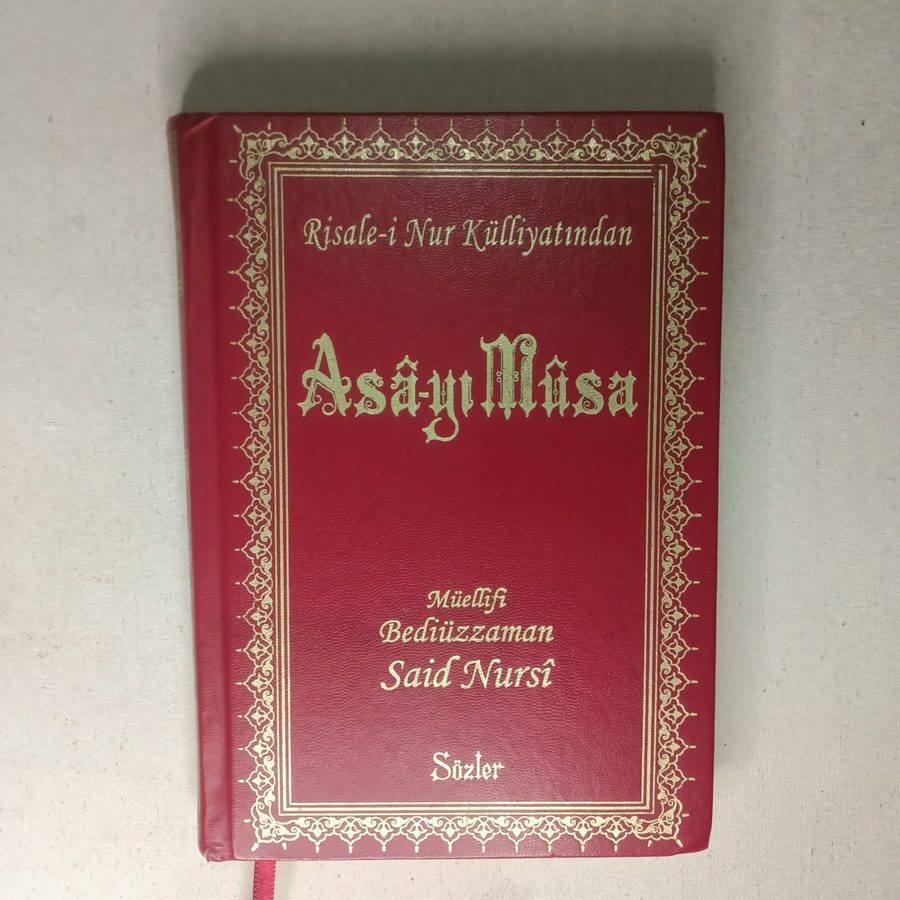 Risale-i Nur Külliyatından
Asâ-yı Mûsa
Müellifi
Bediüzzaman
Said Nursî
Sözler